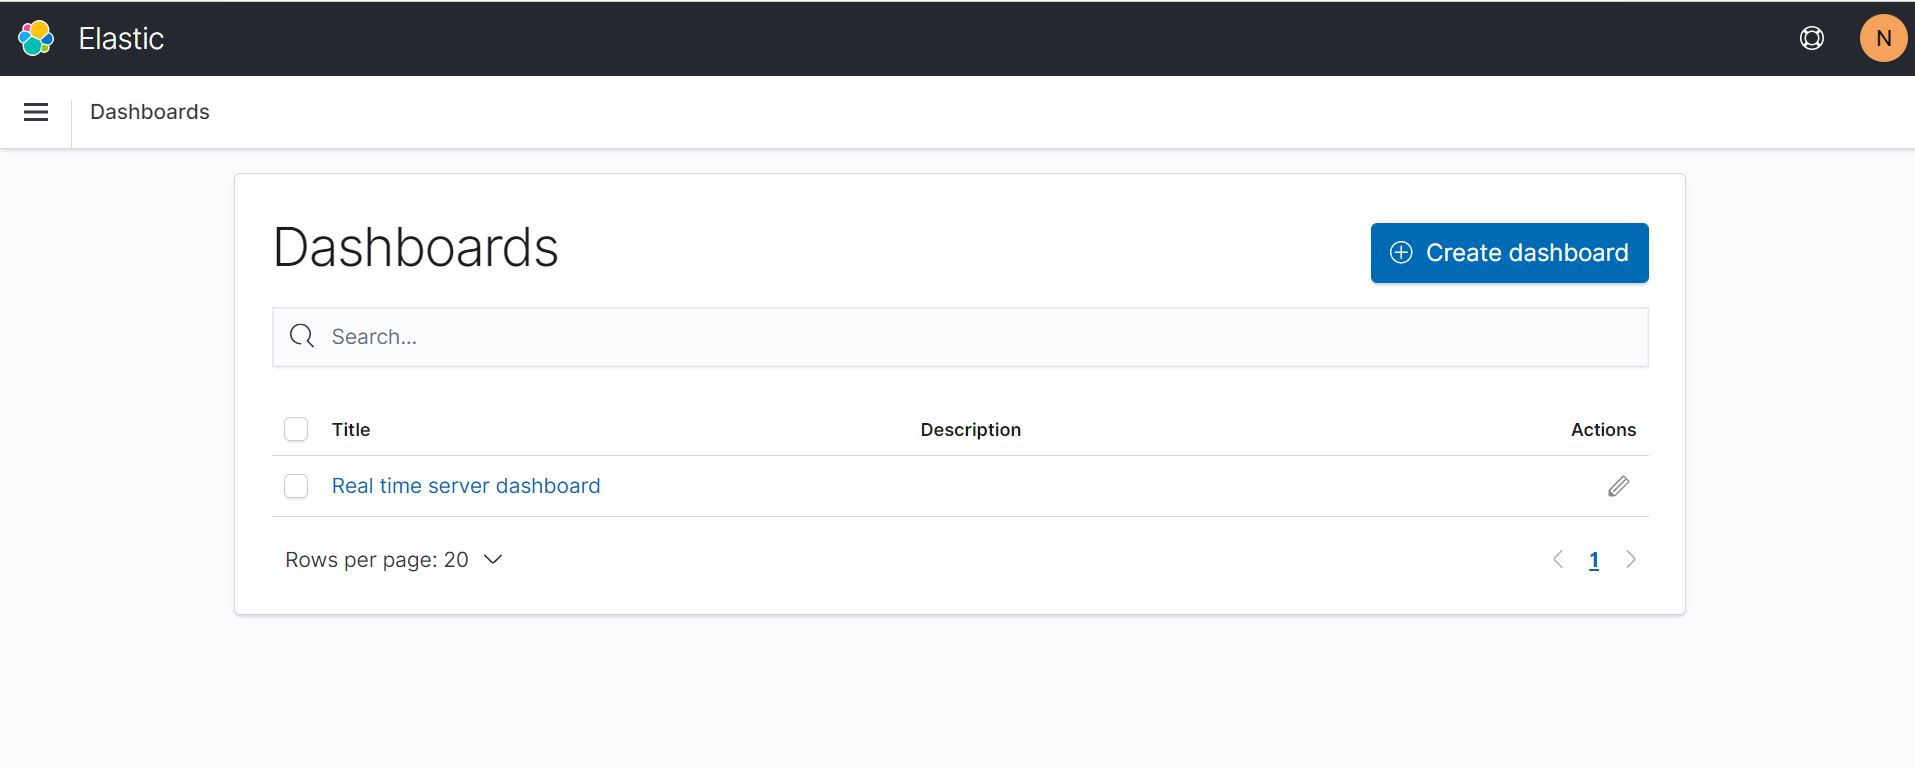 Elastic
N
Dashboards
Dashboards
Create dashboard
Search...
Title Description Actions
Real time server dashboard
Rows per page: 20
1